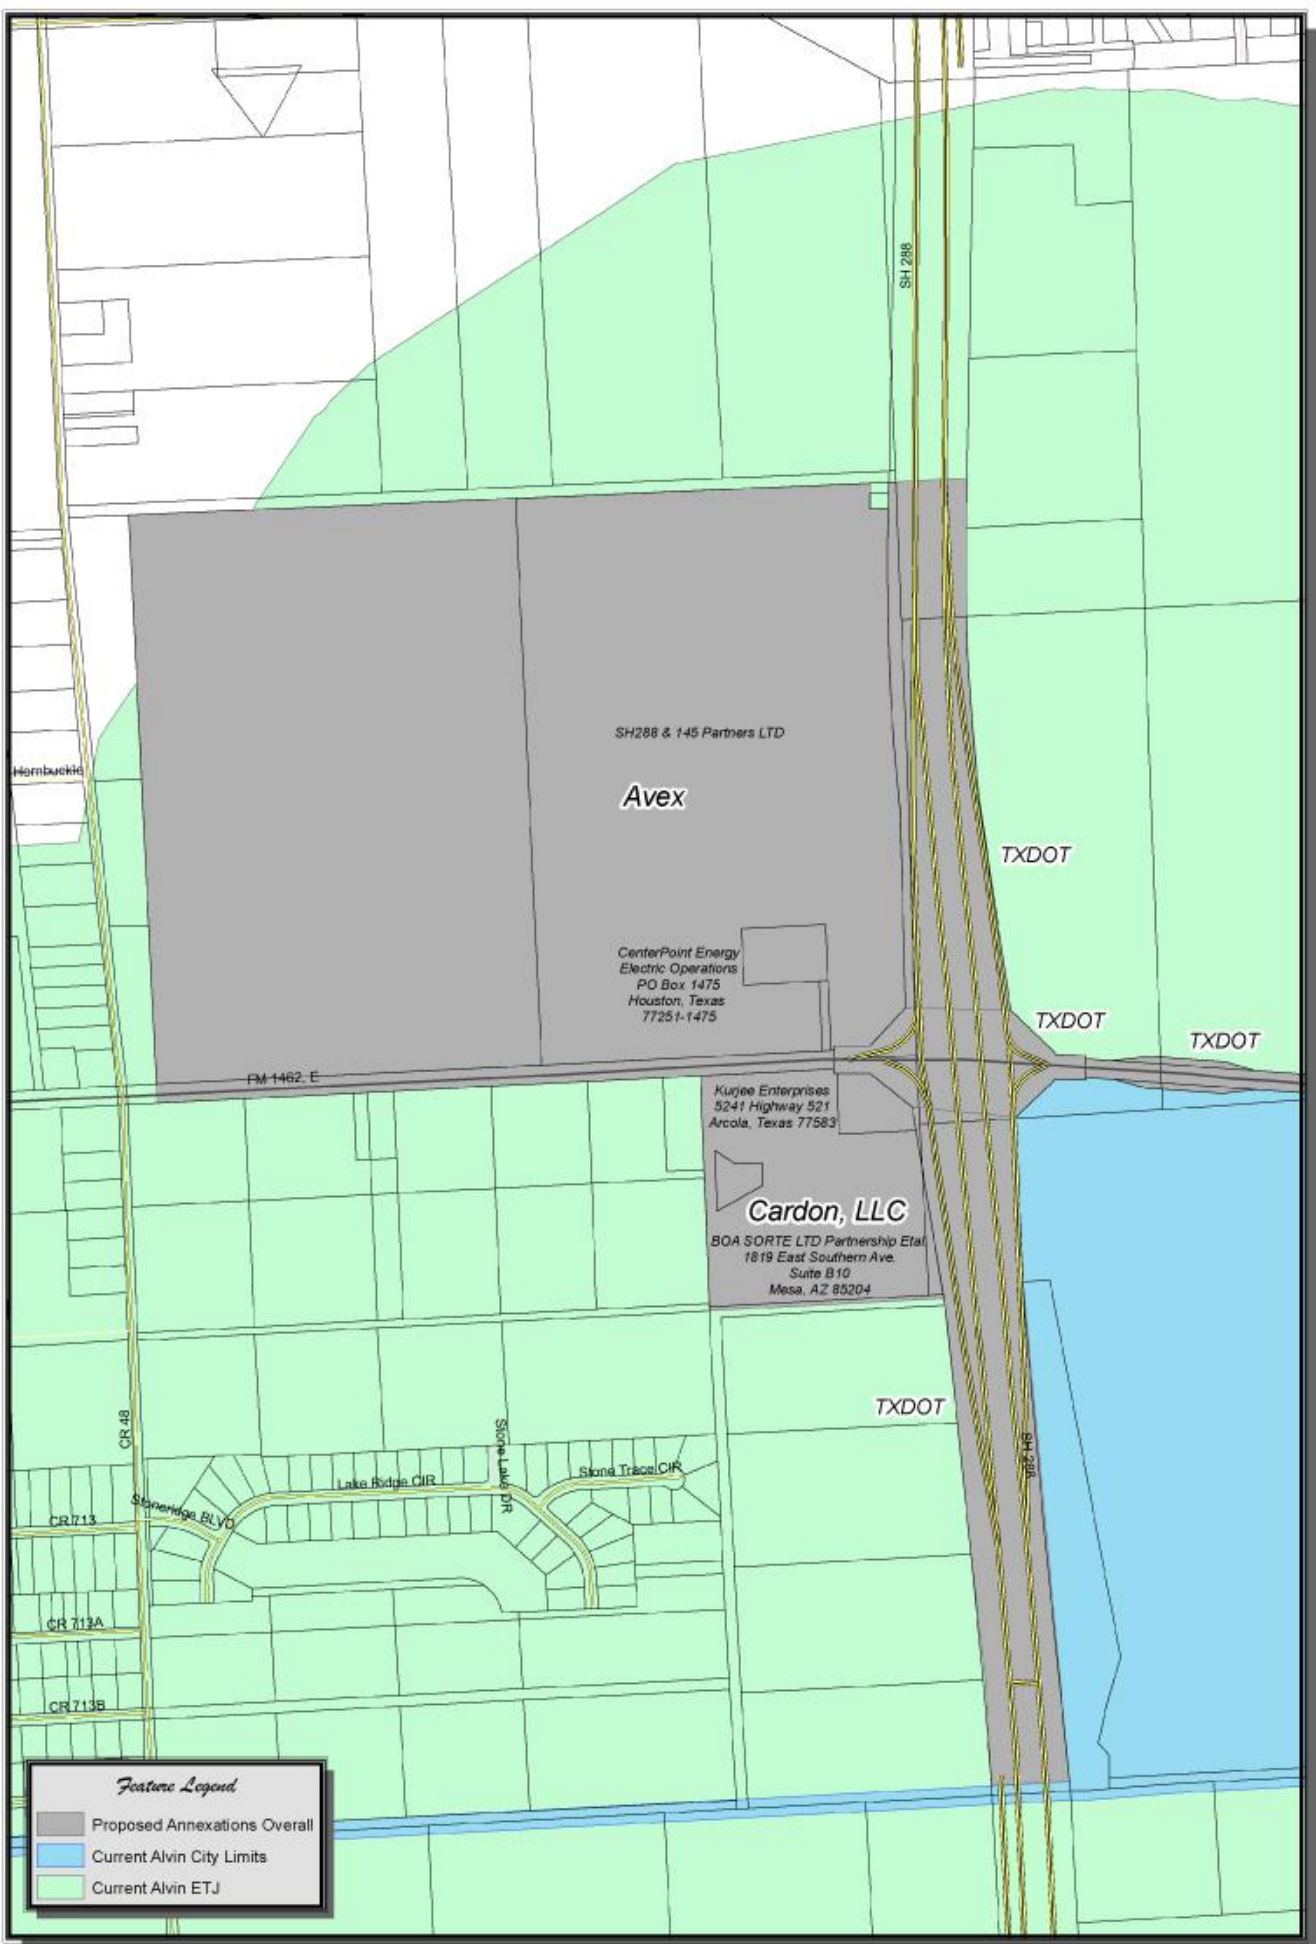 SH 288
SH288 & 145 Partners LTD
Avex
Hornbuckle
TXDOT
CenterPoint Energy
Electric Operations
PO Box 1475
Houston, Texas
77251-1475
TXDOT
TXDOT
FM 1462, E
Kurjee Enterprises
5241 Highway 521
Arcola, Texas 77583
Cardon, LLC
BOA SORTE LTD Partnership Etal
1819 East Southern Ave.
Suite B10
Mesa, AZ 85204
TXDOT
CR 48
SH 288
Stone Lake DR
Stone Trace CIR
Lake Ridge CIR
Stoneridge BLVD
CR 713
CR 713A
CR 713B
Feature Legend
Proposed Annexations Overall
Current Alvin City Limits
Current Alvin ETJ